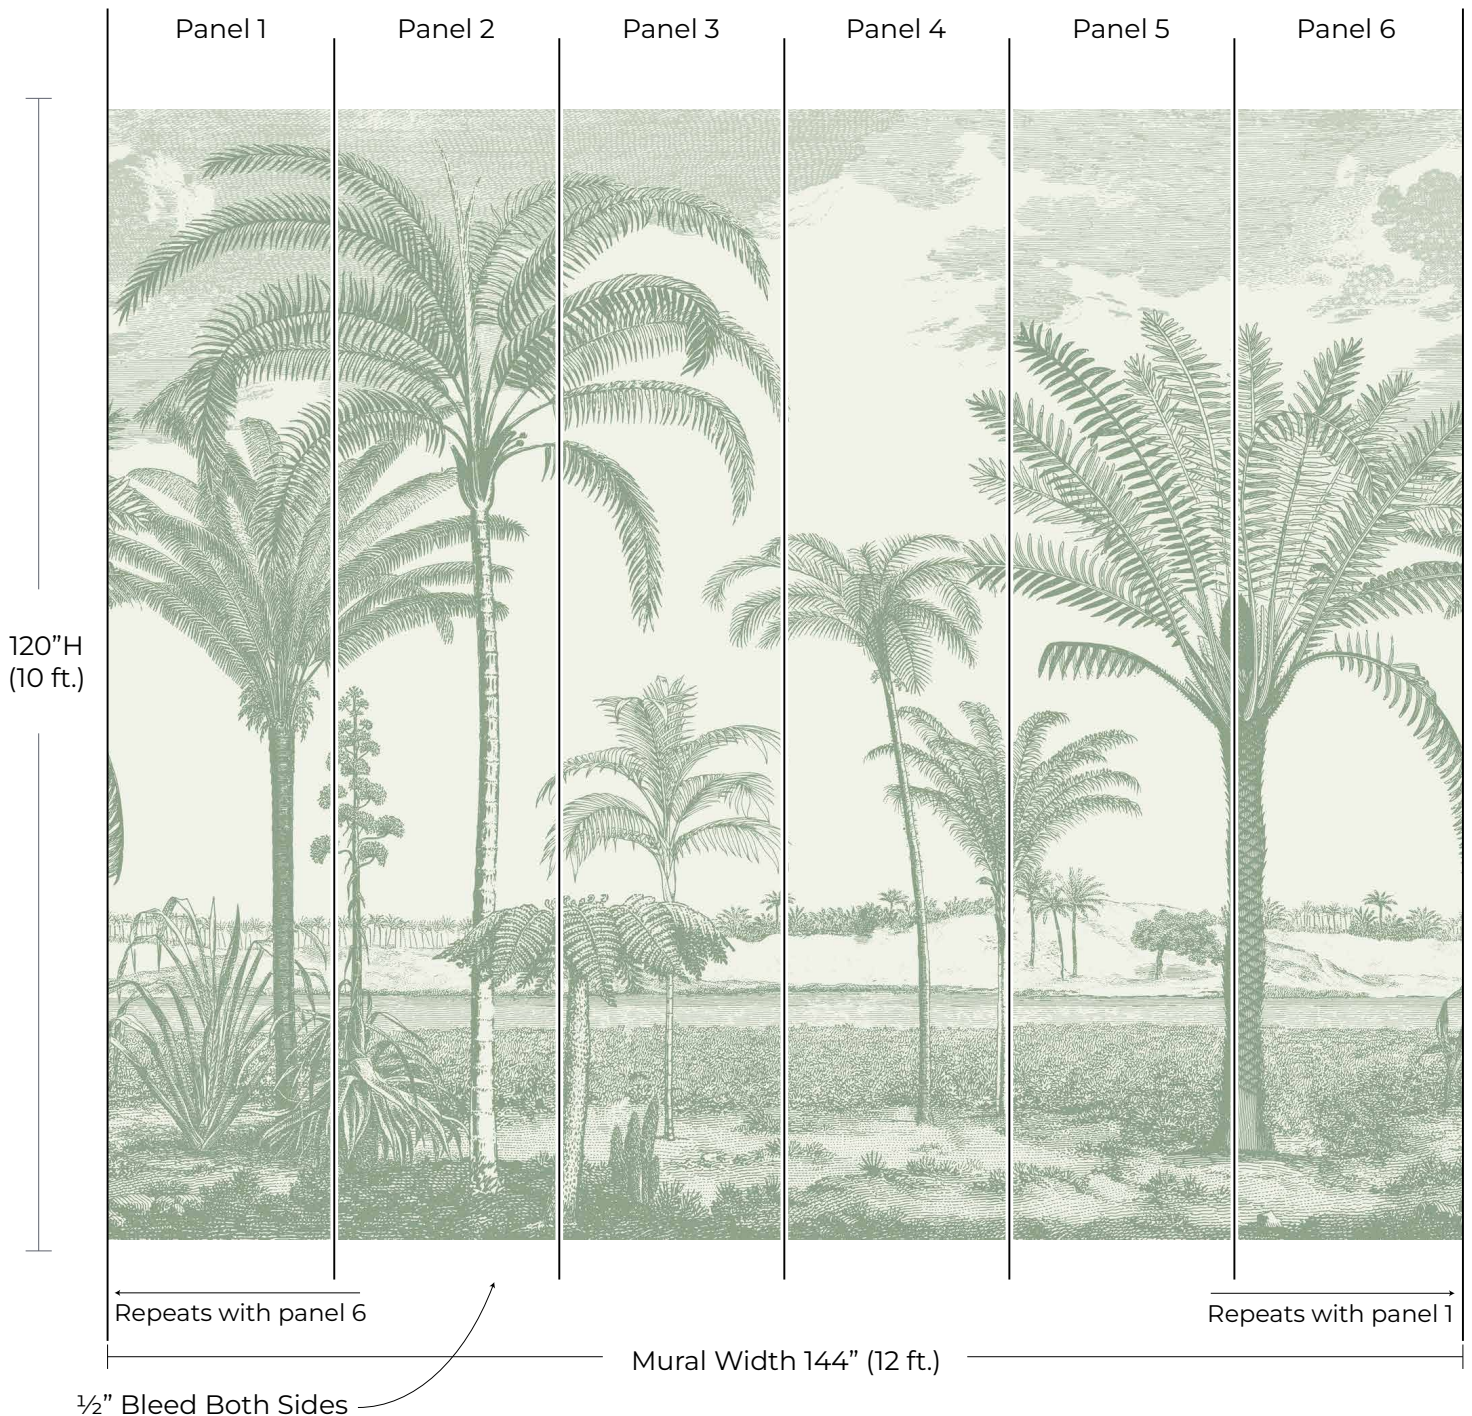 Panel 1
Panel 2
Panel 3
Panel 4
Panel 5
Panel 6
120”H
(10 ft.)
Repeats with panel 6
Repeats with panel 1
Mural Width 144” (12 ft.)
½” Bleed Both Sides